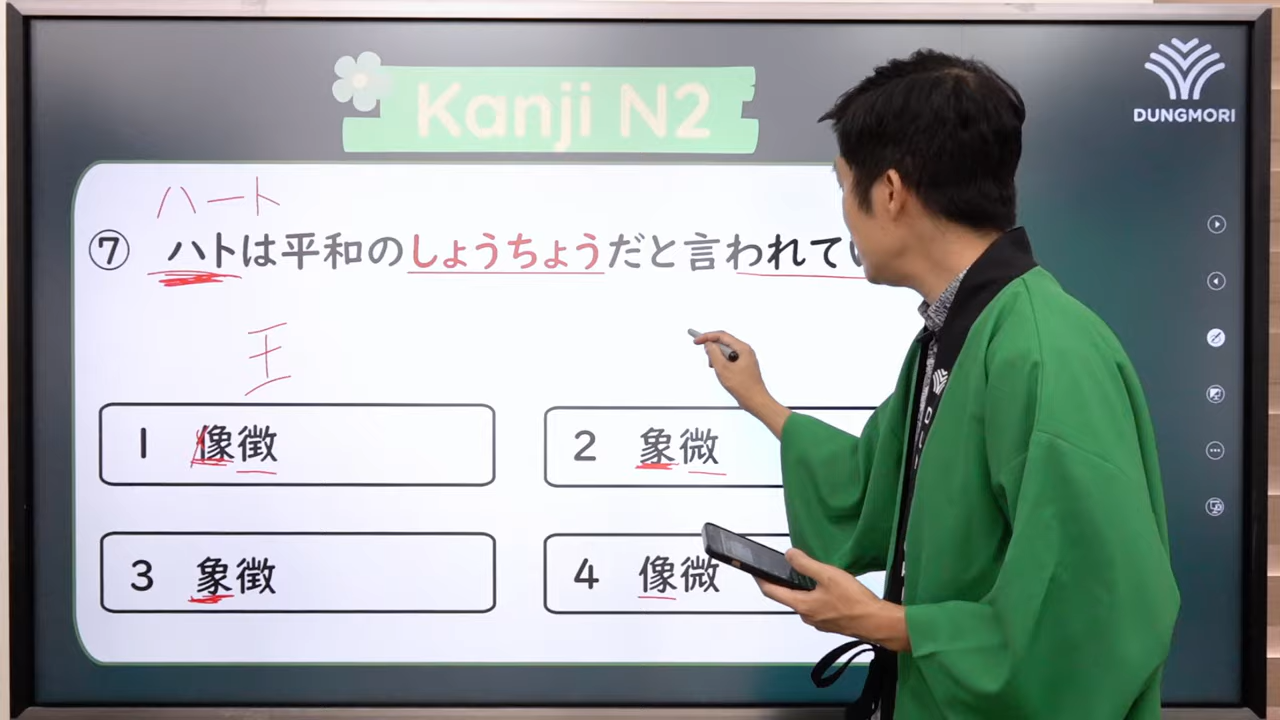 Kanji N2
DUNGMORI
ハート
⑦ ハトは平和のしょうちょうだと言われてい
王
1 像徴
2 象微
3 象徴
4 像微